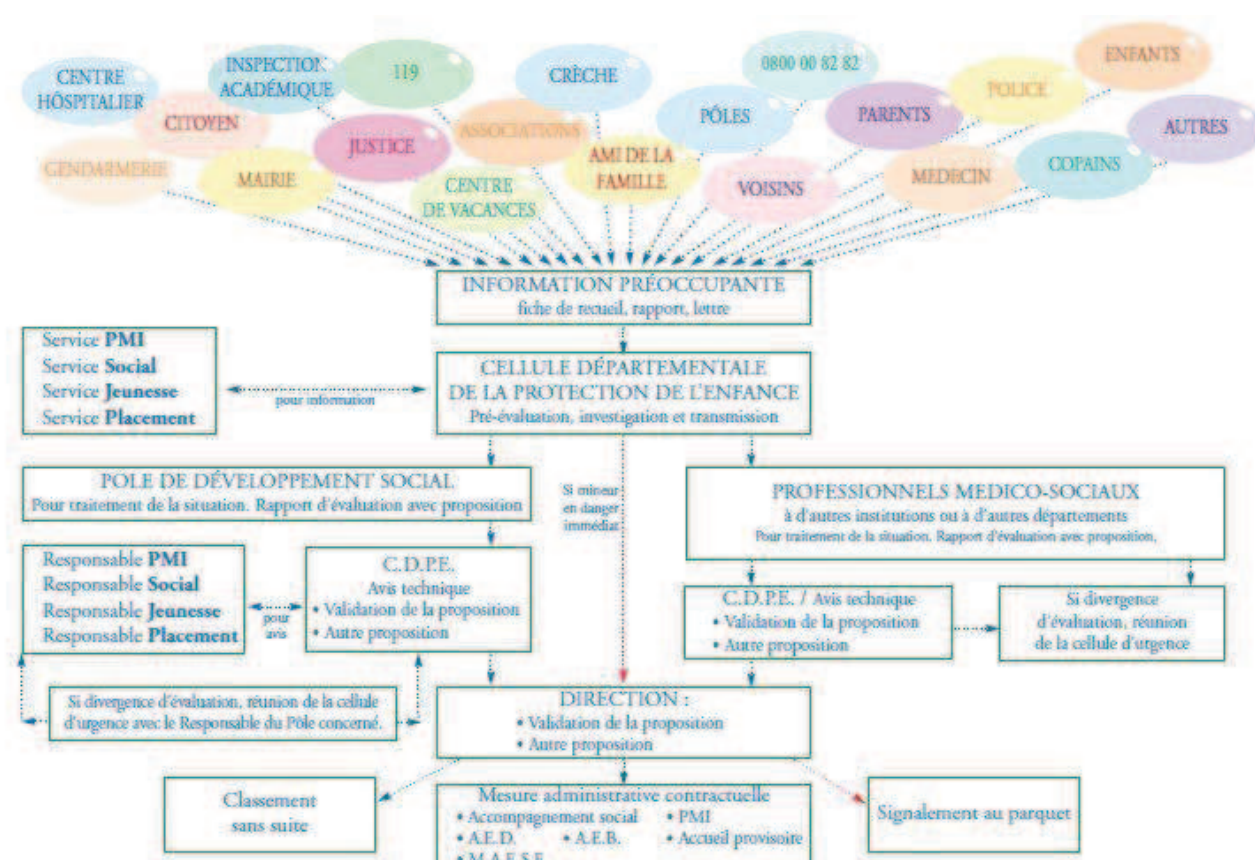 CENTRE
HÔSPITALIER
INSPECTION
ACADÉMIQUE
119
CRÈCHE
0800 00 82 82
ENFANTS
CITOYEN
JUSTICE
ASSOCIATIONS
PÔLES
PARENTS
POLICE
AUTRES
GENDARMERIE
MAIRIE
CENTRE
DE VACANCES
AMI DE LA
FAMILLE
VOISINS
MÉDECIN
COPAINS
INFORMATION PRÉOCCUPANTE
fiche de recueil, rapport, lettre
Service PMI
Service Social
Service Jeunesse
Service Placement
pour information
CELLULE DÉPARTEMENTALE
DE LA PROTECTION DE L'ENFANCE
Pré-évaluation, investigation et transmission
POLE DE DÉVELOPPEMENT SOCIAL
Pour traitement de la situation. Rapport d'évaluation avec proposition
Si mineur
en danger
immédiat
PROFESSIONNELS MEDICO-SOCIAUX
à d'autres institutions ou à d'autres départements
Pour traitement de la situation. Rapport d'évaluation avec proposition,
Responsable PMI
Responsable Social
Responsable Jeunesse
Responsable Placement
pour
avis
C.D.P.E.
Avis technique
• Validation de la proposition
• Autre proposition
C.D.P.E. / Avis technique
• Validation de la proposition
• Autre proposition
Si divergence
d'évaluation, réunion
de la cellule d'urgence
Si divergence d'évaluation, réunion de la cellule
d'urgence avec le Responsable du Pôle concerné.
DIRECTION :
• Validation de la proposition
• Autre proposition
Classement
sans suite
Mesure administrative contractuelle
• Accompagnement social • PMI
• A.E.D. • A.E.B. • Accueil provisoire
• M.A.E.S.F.
Signalement au parquet